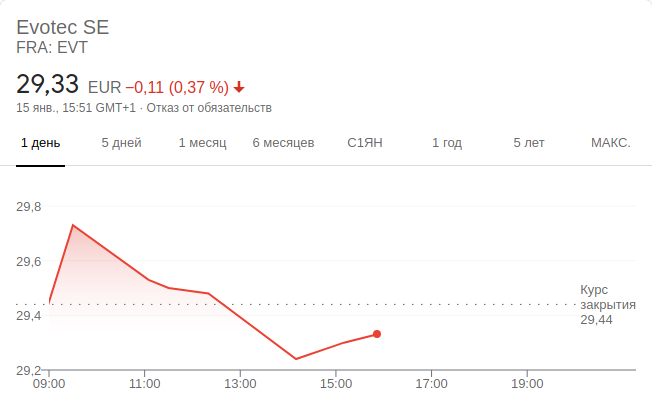 Evotec SE
FRA: EVT
29,33 EUR −0,11 (0,37 %)
15 янв., 15:51 GMT+1 · Отказ от обязательств
1 день 5 дней 1 месяц 6 месяцев С1ЯН 1 год 5 лет МАКС.
29,8
29,6
29,4
29,2
Курс
закрытия
29,44
09:00 11:00 13:00 15:00 17:00 19:00